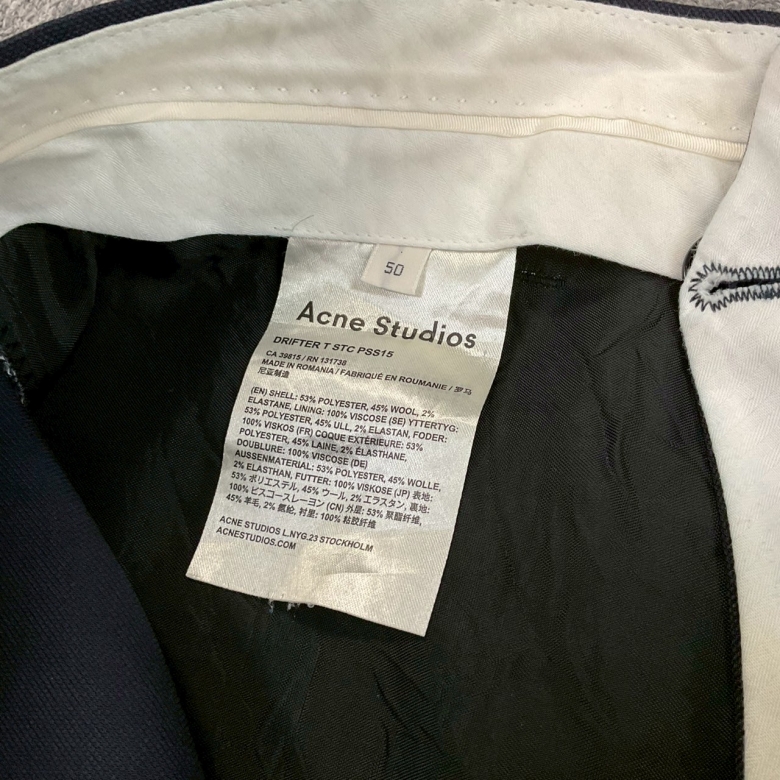 50
Acne Studios
DRIFTER T STC PSS15
CA 39815 / RN 131738
MADE IN ROMANIA / FABRIQUÉ EN ROUMANIE / 罗马
尼亚制造
(EN) SHELL: 53% POLYESTER, 45% WOOL, 2%
ELASTANE, LINING: 100% VISCOSE (SE) YTTERTYG:
53% POLYESTER, 45% ULL, 2% ELASTAN, FODER:
100% VISKOS (FR) COQUE EXTÉRIEURE: 53%
POLYESTER, 45% LAINE, 2% ÉLASTHANE,
DOUBLURE: 100% VISCOSE (DE)
AUSSENMATERIAL: 53% POLYESTER, 45% WOLLE,
2% ELASTHAN, FUTTER: 100% VISKOSE (JP) 表地:
53% ポリエステル, 45% ウール, 2% エラスタン, 裏地:
100% ビスコースレーヨン (CN) 外层: 53% 聚酯纤维,
45% 羊毛, 2% 氨纶, 衬里: 100% 粘胶纤维
ACNE STUDIOS L.NYG.23 STOCKHOLM
ACNESTUDIOS.COM